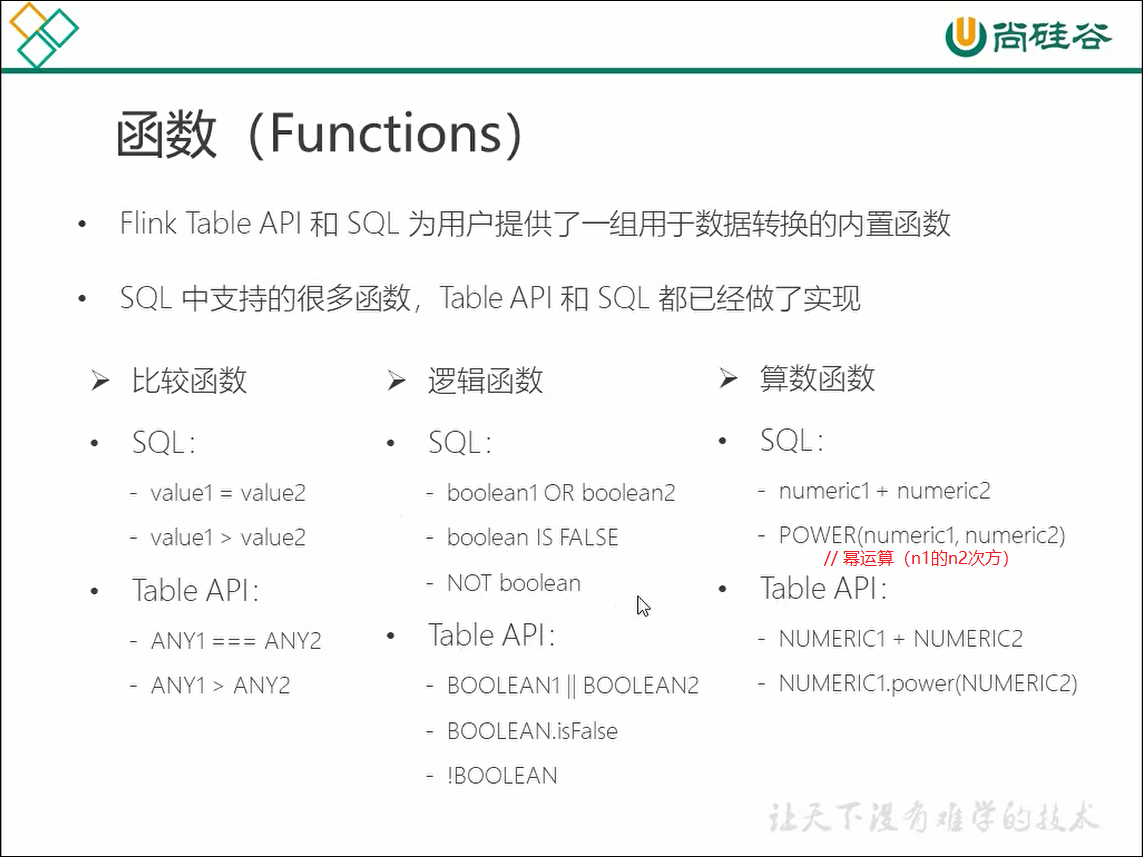 尚硅谷
函数（Functions）
• Flink Table API 和 SQL 为用户提供了一组用于数据转换的内置函数
• SQL 中支持的很多函数，Table API 和 SQL 都已经做了实现
➢ 比较函数
• SQL：
- value1 = value2
- value1 > value2
• Table API：
- ANY1 === ANY2
- ANY1 > ANY2
➢ 逻辑函数
• SQL：
- boolean1 OR boolean2
- boolean IS FALSE
- NOT boolean
• Table API：
- BOOLEAN1 || BOOLEAN2
- BOOLEAN.isFalse
- !BOOLEAN
➢ 算数函数
• SQL：
- numeric1 + numeric2
- POWER(numeric1, numeric2)
// 幂运算（n1的n2次方）
• Table API：
- NUMERIC1 + NUMERIC2
- NUMERIC1.power(NUMERIC2)
让天下没有难学的技术